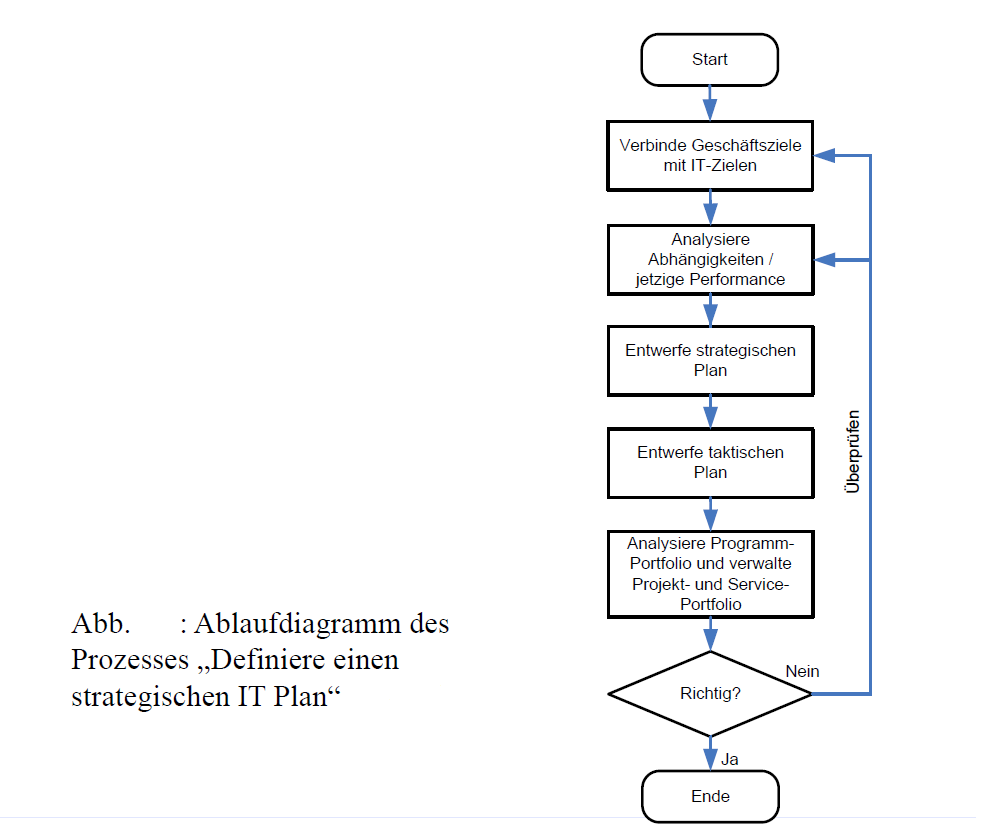 Start
Verbinde Geschäftsziele
mit IT-Zielen
Analysiere
Abhängigkeiten /
jetzige Performance
Entwerfe strategischen
Plan
Entwerfe taktischen
Plan
Überprüfen
Analysiere Programm-
Portfolio und verwalte
Projekt- und Service-
Portfolio
Abb. : Ablaufdiagramm des
Prozesses „Definiere einen
strategischen IT Plan“
Nein
Richtig?
Ja
Ende